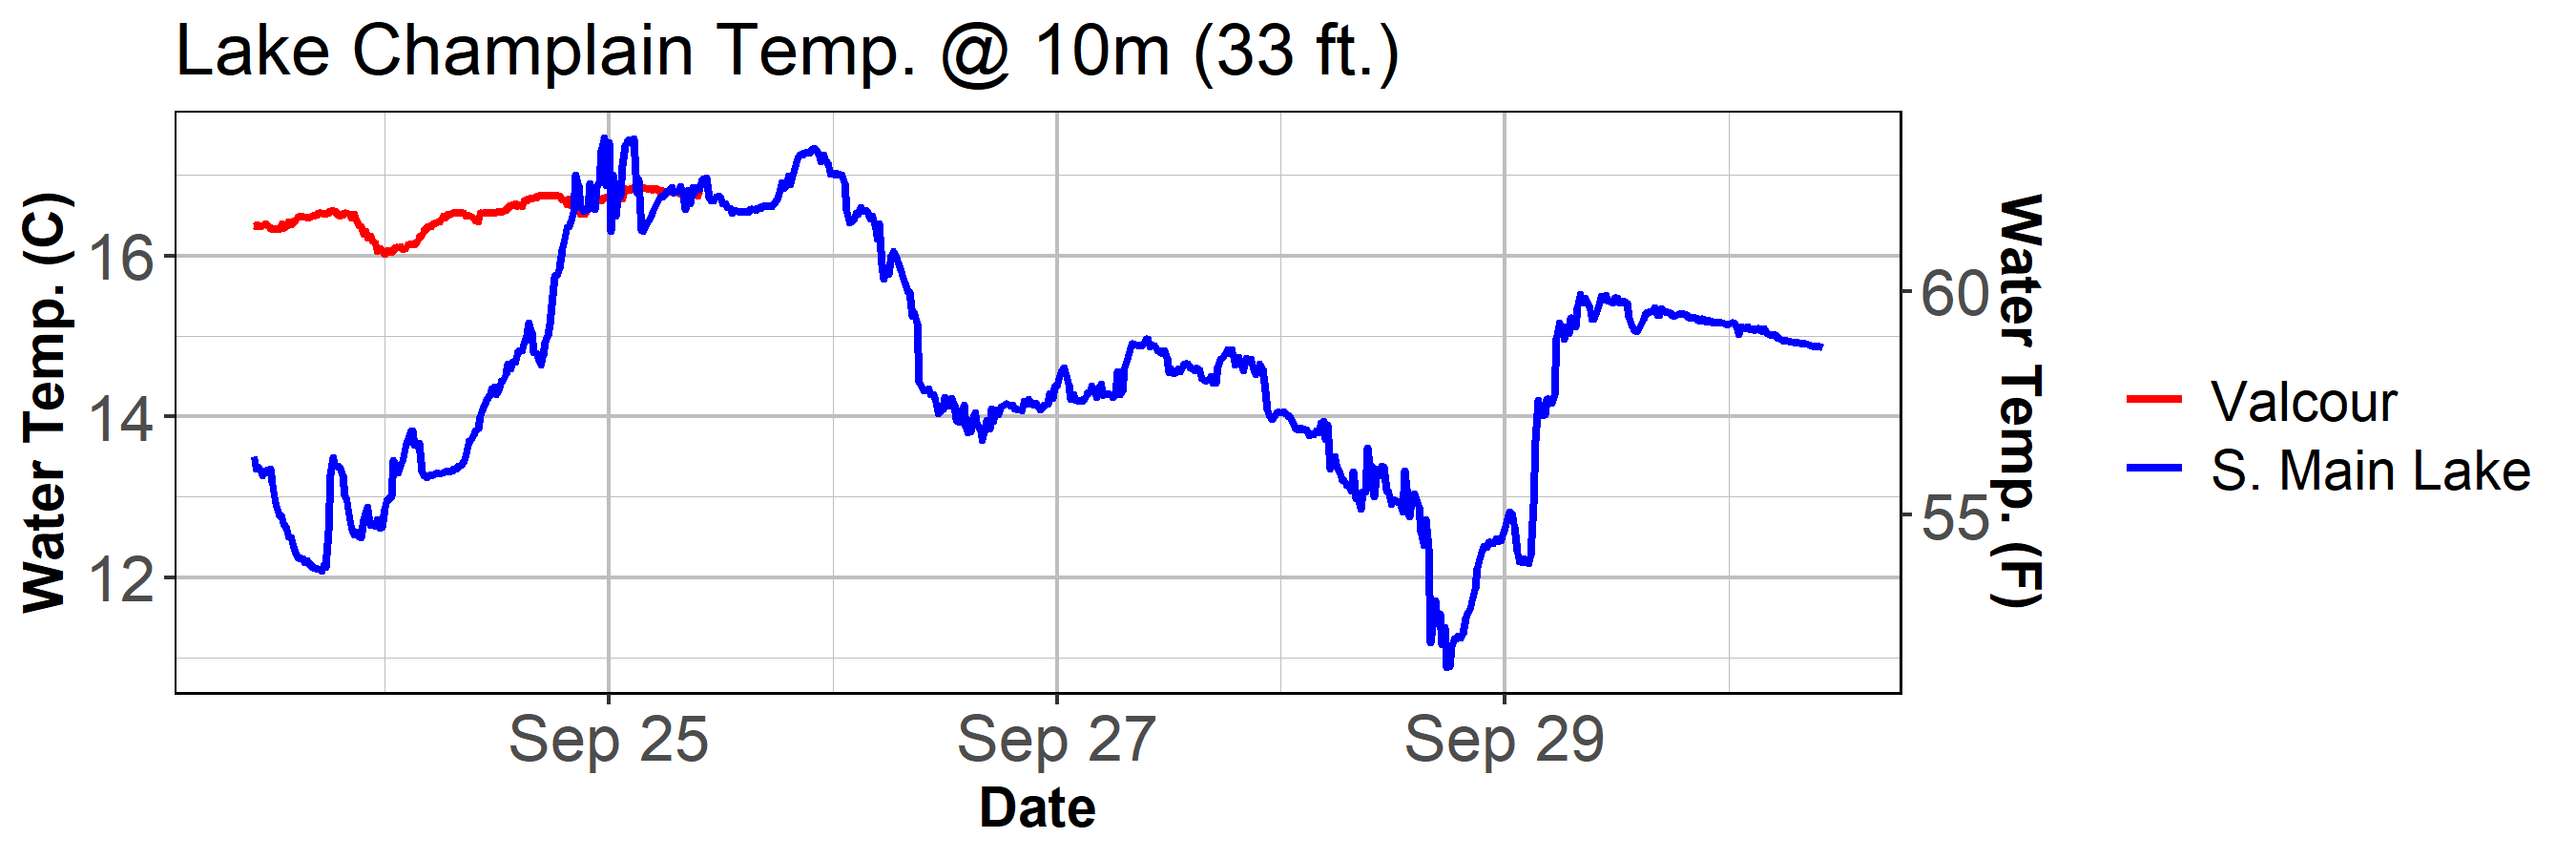 Lake Champlain Temp. @ 10m (33 ft.)
Water Temp. (C)
16
14
12
60
55
Water Temp. (F)
Sep 25
Sep 27
Sep 29
Date
Valcour
S. Main Lake